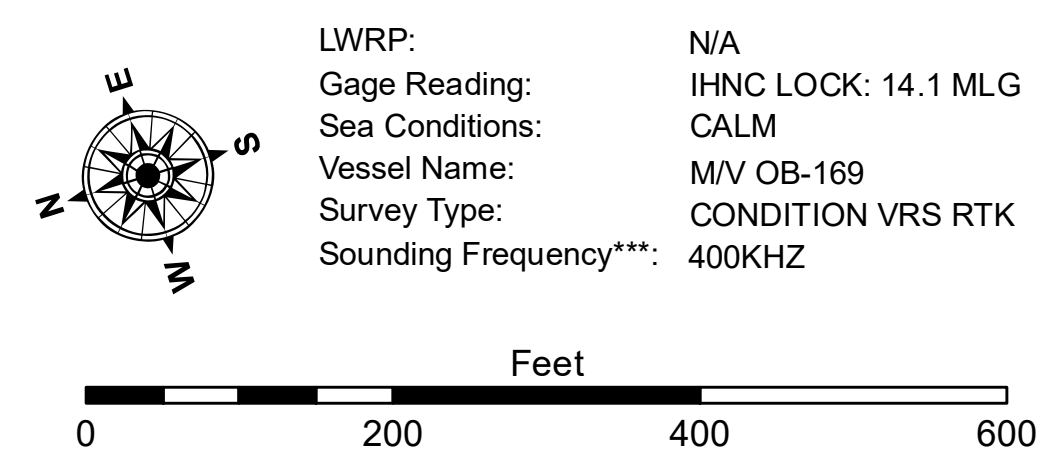 E
S
N
W
LWRP: N/A
Gage Reading: IHNC LOCK: 14.1 MLG
Sea Conditions: CALM
Vessel Name: M/V OB-169
Survey Type: CONDITION VRS RTK
Sounding Frequency***: 400KHZ
Feet
0 200 400 600